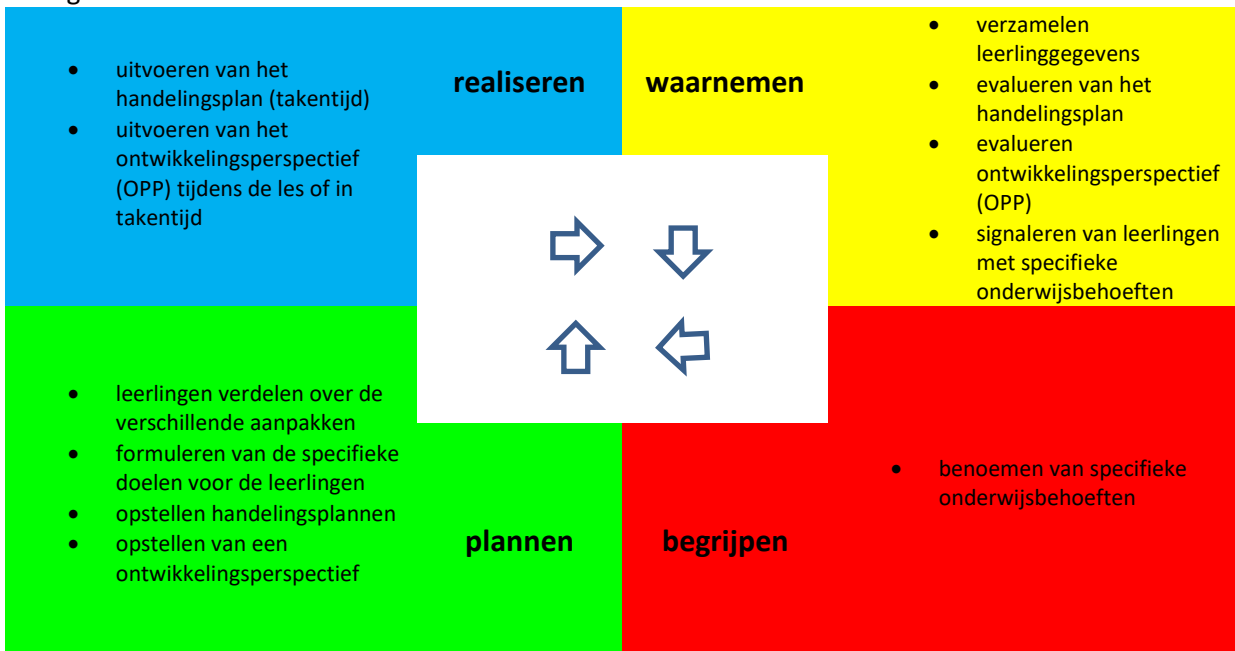 • uitvoeren van het
handelingsplan (takentijd)
• uitvoeren van het
ontwikkelingsperspectief
(OPP) tijdens de les of in
takentijd
realiseren
waarnemen
• verzamelen
leerlinggegevens
• evalueren van het
handelingsplan
• evalueren
ontwikkelingsperspectief
(OPP)
• signaleren van leerlingen
met specifieke
onderwijsbehoeften
• leerlingen verdelen over de
verschillende aanpakken
• formuleren van de specifieke
doelen voor de leerlingen
• opstellen handelingsplannen
• opstellen van een
ontwikkelingsperspectief
plannen
begrijpen
• benoemen van specifieke
onderwijsbehoeften